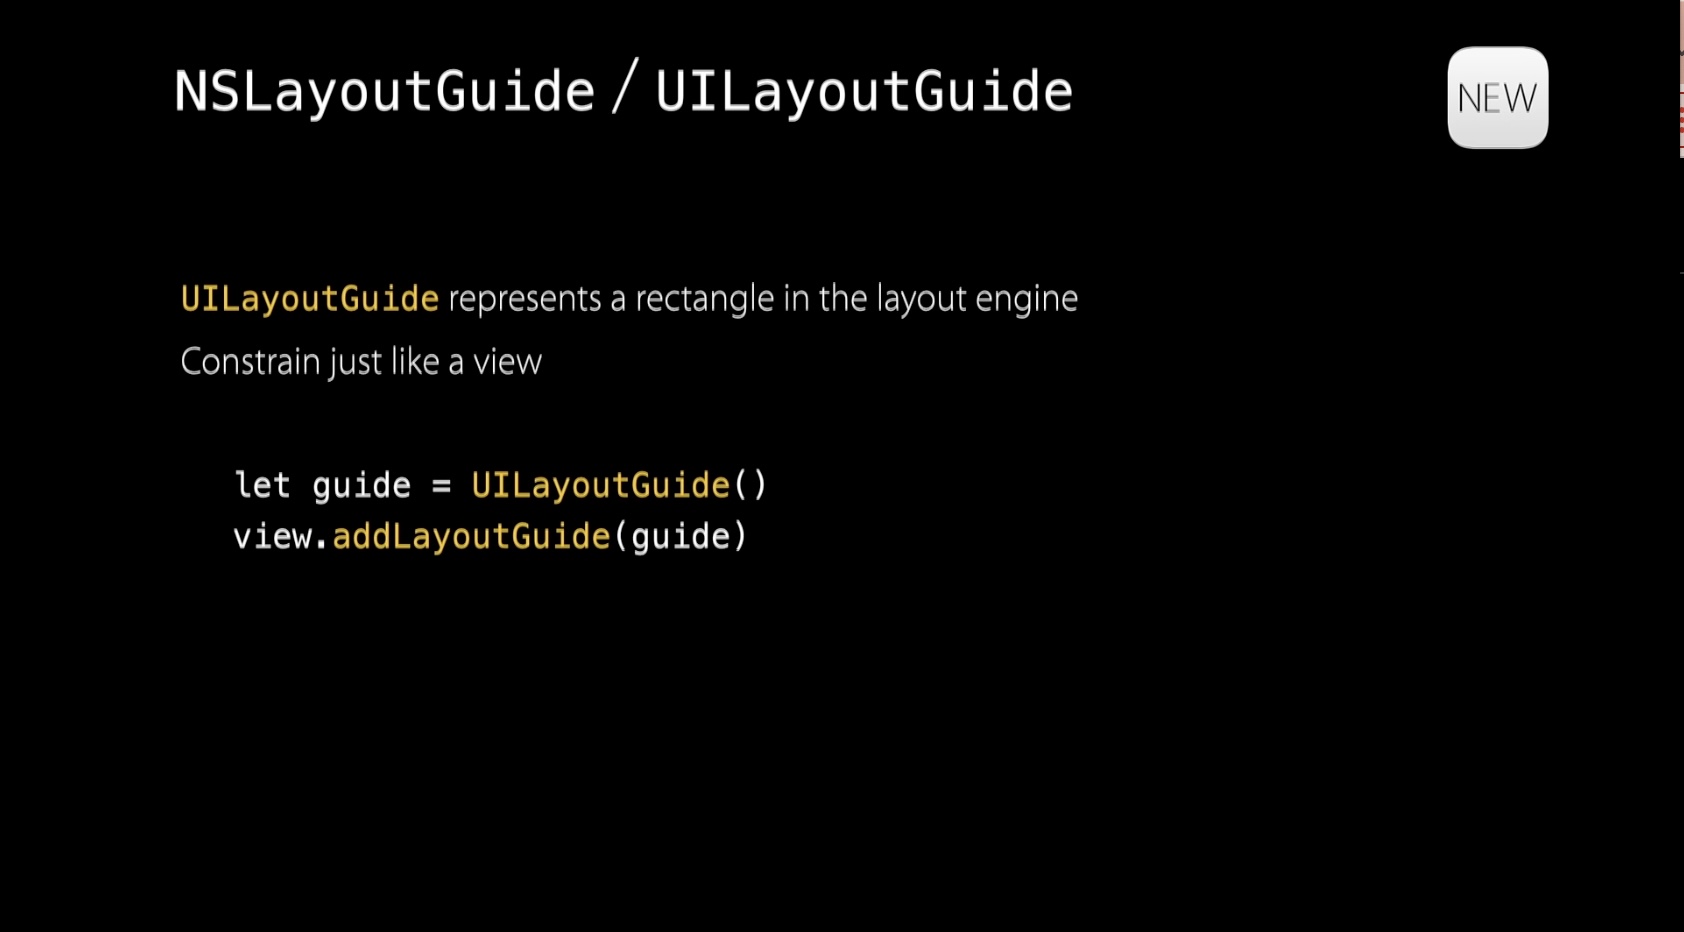 NSLayoutGuide / UILayoutGuide
NEW
UILayoutGuide represents a rectangle in the layout engine
Constrain just like a view
let guide = UILayoutGuide()
view.addLayoutGuide(guide)